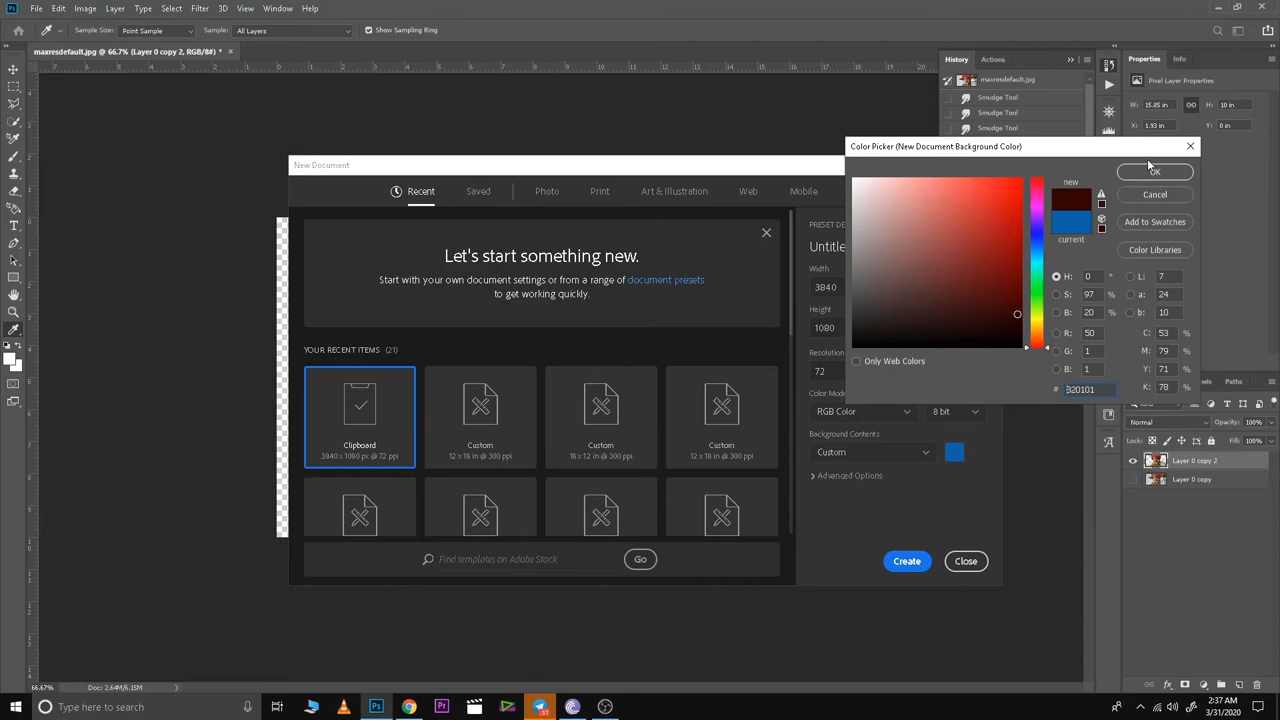 File Edit Image Layer Type Select Filter 3D View Window Help
Sample Size: Point Sample Sample: All Layers Show Sampling Ring
maxresdefault.jpg @ 66.7% (Layer 0 copy 2, RGB/8#) * ×
History Actions
maxresdefault.jpg
Smudge Tool
Smudge Tool
Smudge Tool
Properties Info
Pixel Layer Properties
W: 15.85 in H: 10 in
X: 1.93 in Y: 0 in
New Document
Recent Saved Photo Print Art & Illustration Web Mobile
Let's start something new.
Start with your own document settings or from a range of document presets
to get working quickly.
YOUR RECENT ITEMS (21)
Clipboard
3840 x 1080 px @ 72 ppi
Custom
12 x 18 in @ 300 ppi
Custom
18 x 12 in @ 300 ppi
Custom
12 x 18 in @ 300 ppi
Find templates on Adobe Stock
Go
PRESET DE
Untitle
Width
3840
Height
1080
Resolution
72
Color Mod
RGB Color 8 bit
Background Contents
Custom
Advanced Options
Create Close
Color Picker (New Document Background Color)
new
current
OK
Cancel
Add to Swatches
Color Libraries
H: 0 ° L: 7
S: 97 % a: 24
B: 20 % b: 10
R: 50 C: 53 %
G: 1 M: 79 %
B: 1 Y: 71 %
# 320101 K: 78 %
Only Web Colors
Paths
Normal Opacity: 100%
Lock: Fill: 100%
Layer 0 copy 2
Layer 0 copy
66.67% Doc: 2.64M/6.15M
Type here to search
2:37 AM
3/31/2020